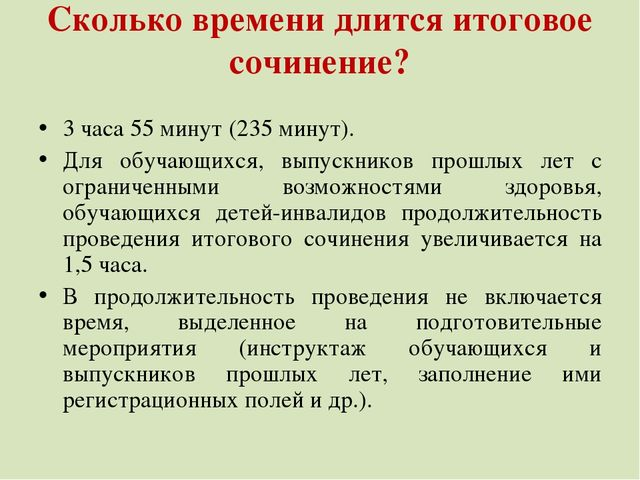 Сколько времени длится итоговое
сочинение?
• 3 часа 55 минут (235 минут).
• Для обучающихся, выпускников прошлых лет с
ограниченными возможностями здоровья,
обучающихся детей-инвалидов продолжительность
проведения итогового сочинения увеличивается на
1,5 часа.
• В продолжительность проведения не включается
время, выделенное на подготовительные
мероприятия (инструктаж обучающихся и
выпускников прошлых лет, заполнение ими
регистрационных полей и др.).